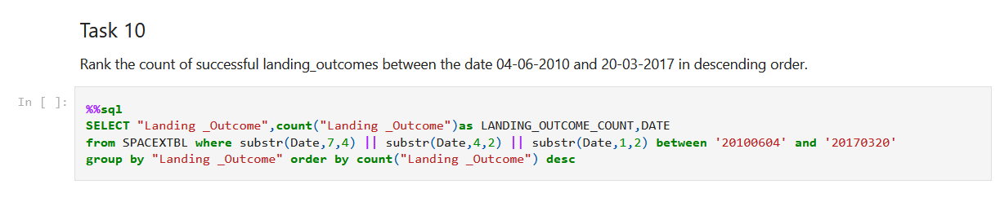 Task 10
Rank the count of successful landing_outcomes between the date 04-06-2010 and 20-03-2017 in descending order.
In [ ]:
%%sql
SELECT "Landing _Outcome",count("Landing _Outcome")as LANDING_OUTCOME_COUNT,DATE
from SPACEXTBL where substr(Date,7,4) || substr(Date,4,2) || substr(Date,1,2) between '20100604' and '20170320'
group by "Landing _Outcome" order by count("Landing _Outcome") desc